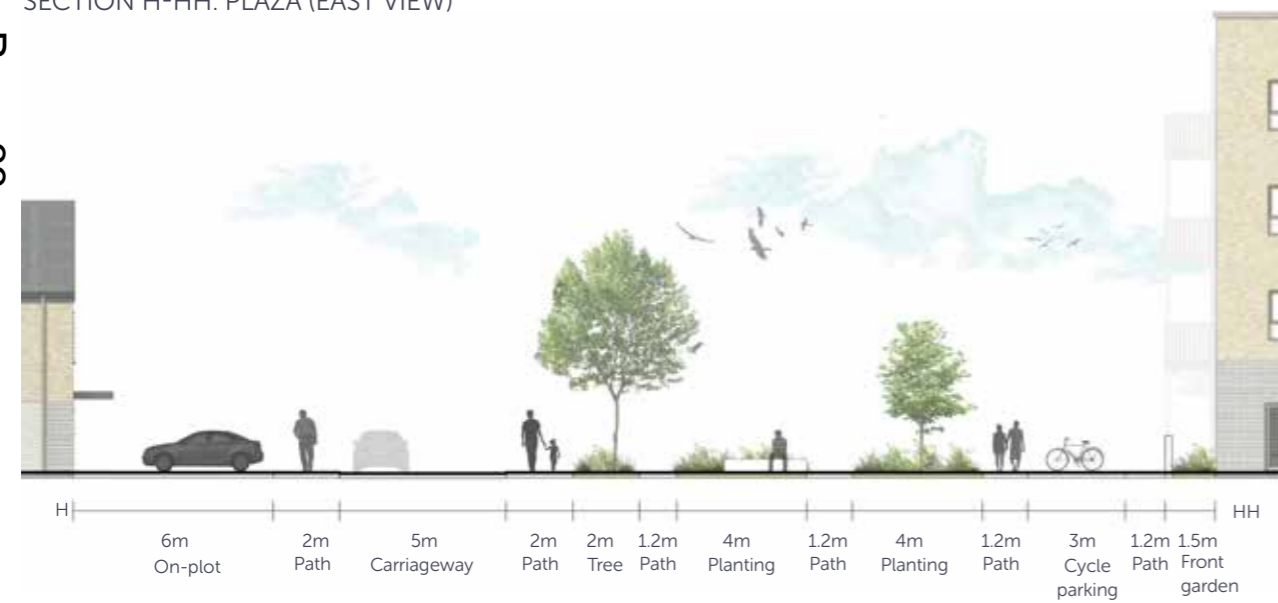 SECTION H-HH: PLAZA (EAST VIEW)
H HH
6m 2m 5m 2m 2m 1.2m 4m 1.2m 4m 1.2m 3m 1.2m 1.5m
On-plot Path Carriageway Path Tree Path Planting Path Planting Path Cycle parking Path Front garden